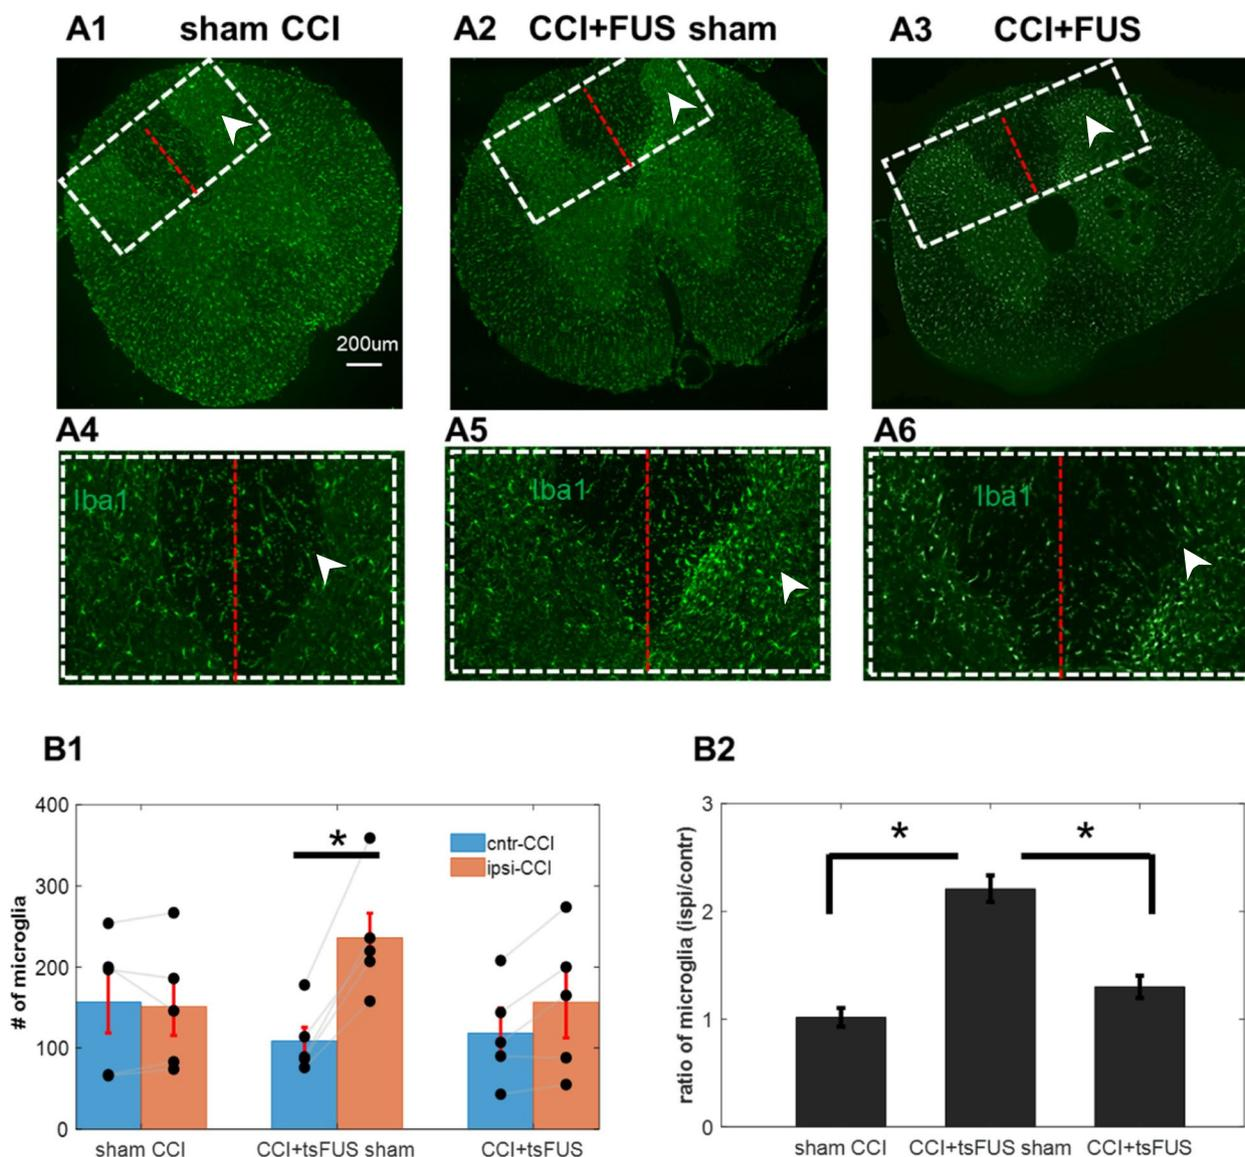 A1 sham CCI A2 CCI+FUS sham A3 CCI+FUS
200um
A4 A5 A6
Iba1 Iba1 Iba1
B1 B2
400
300
200
100
0
# of microglia
*
cntr-CCI
ipsi-CCI
sham CCI CCI+tsFUS sham CCI+tsFUS
3
2
1
0
ratio of microglia (ispi/contr)
* *
sham CCI CCI+tsFUS sham CCI+tsFUS